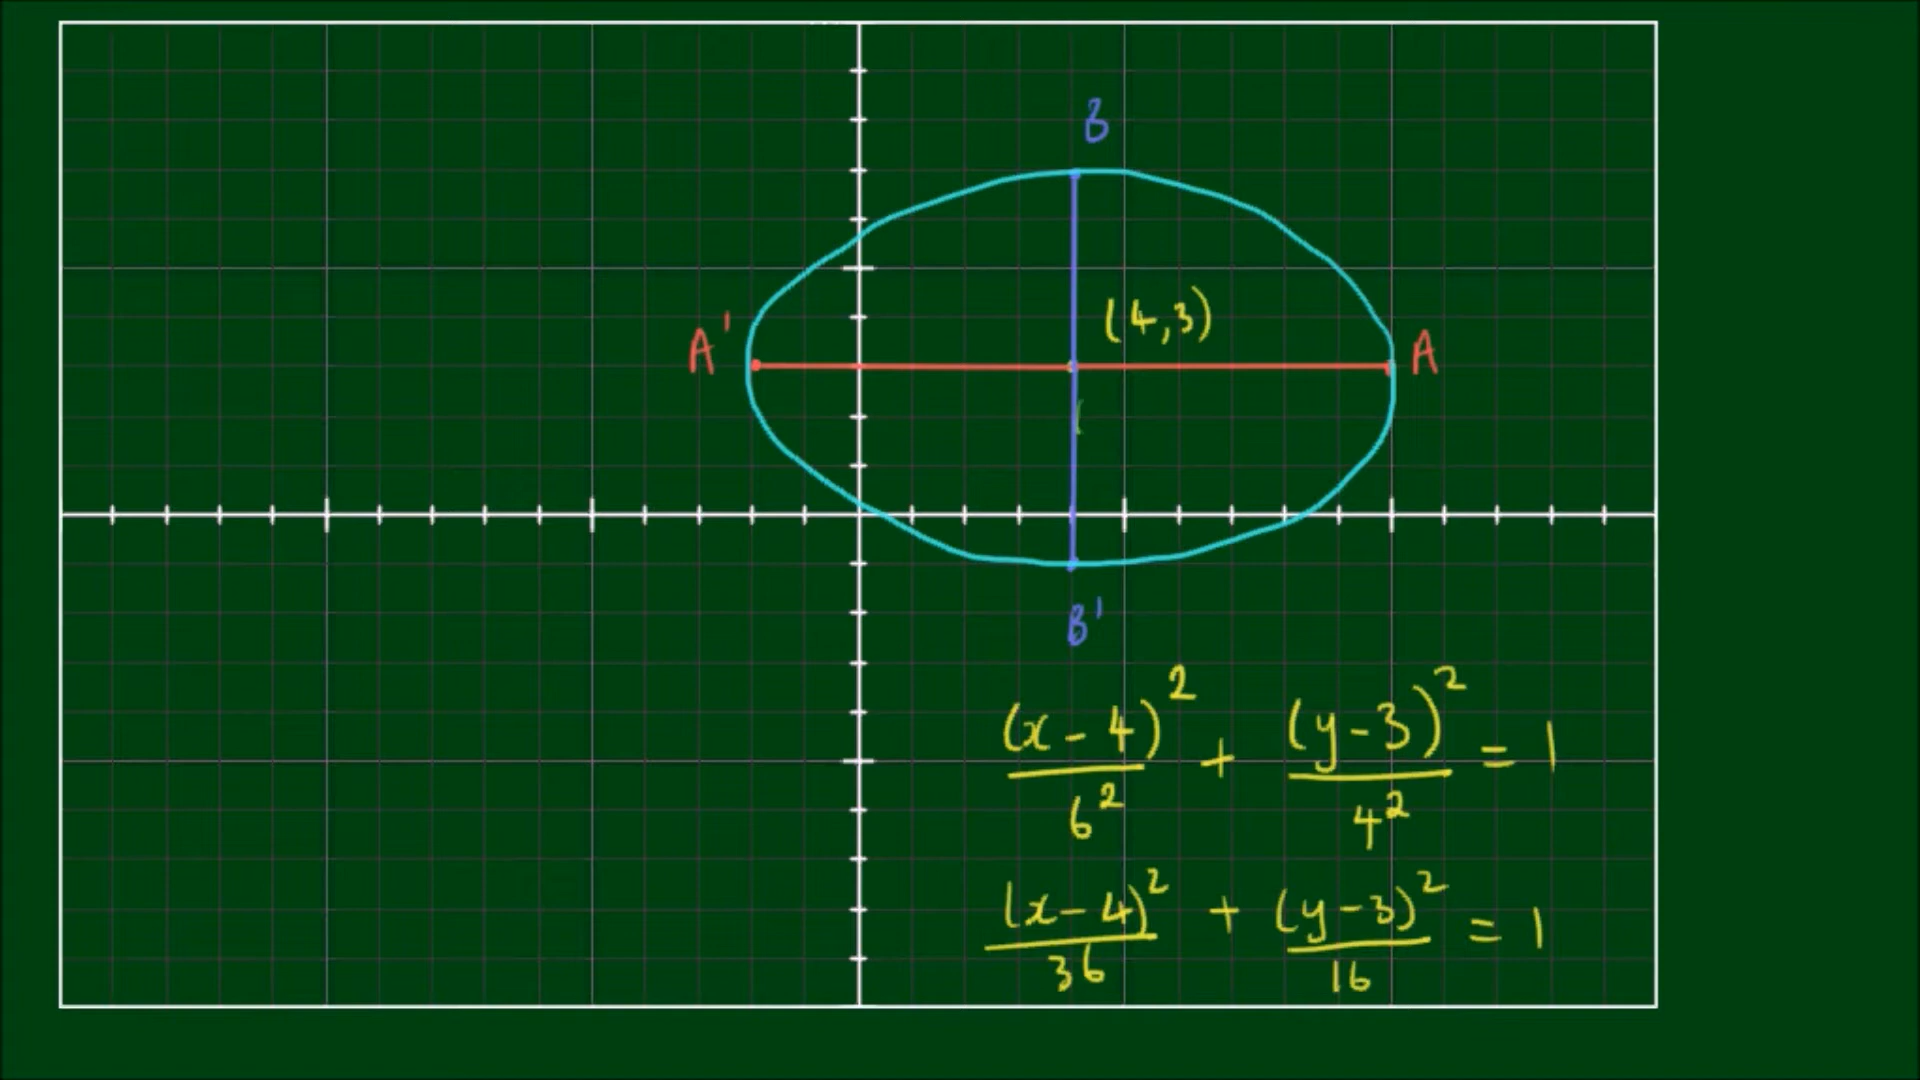 B
(4,3)
A' A
B'
(x-4)²/6² + (y-3)²/4² = 1
(x-4)²/36 + (y-3)²/16 = 1